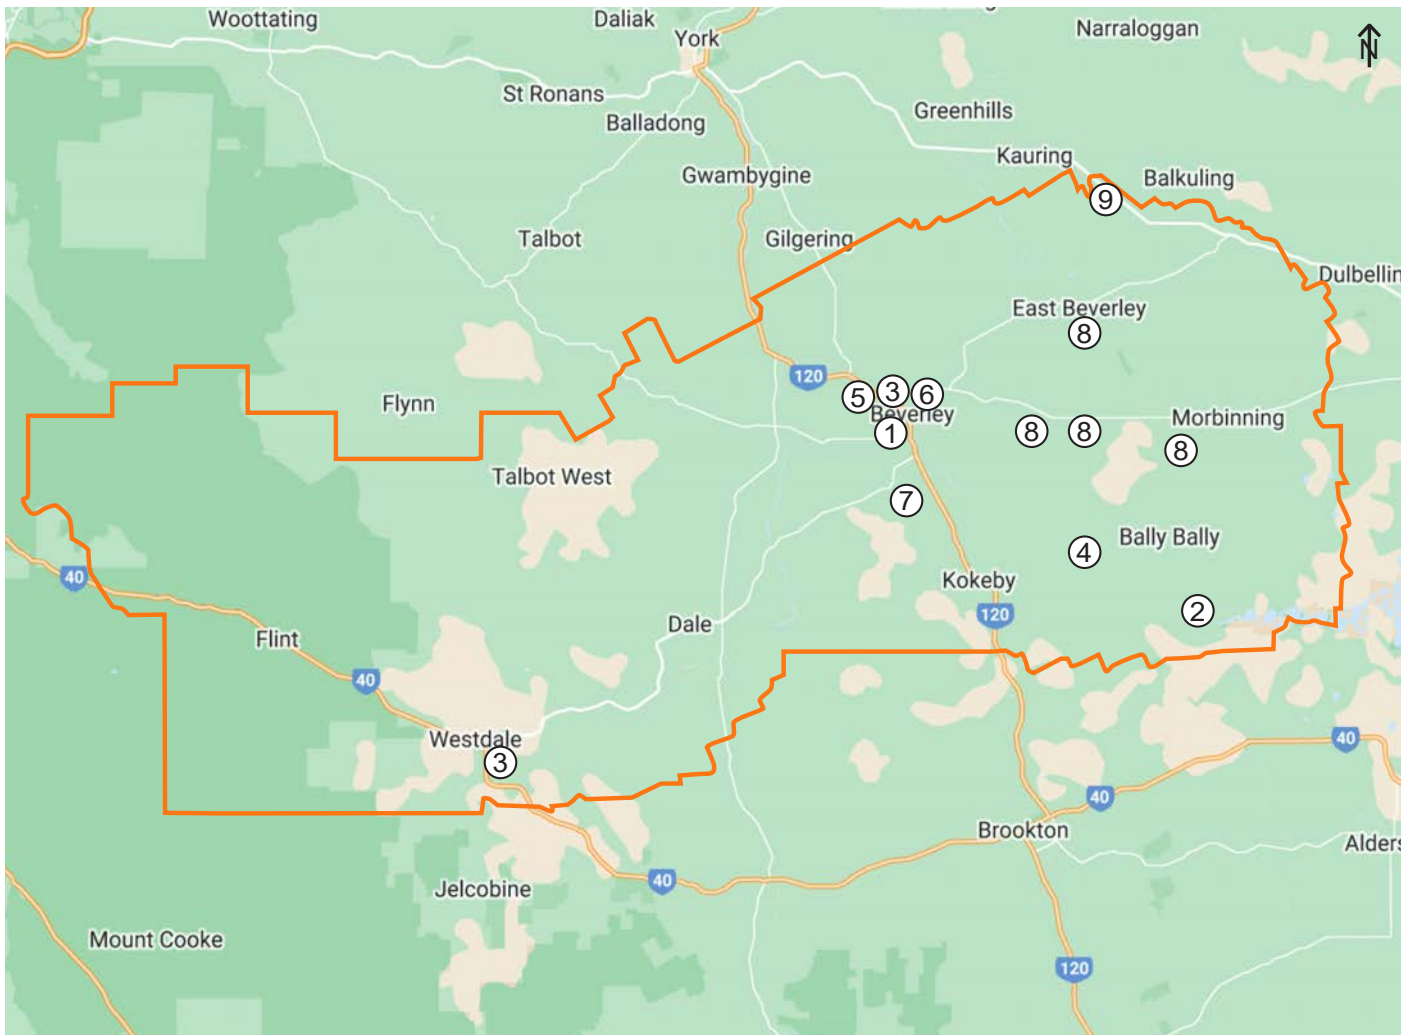 Woottating
Daliak
York
Narraloggan
N
St Ronans
Balladong
Greenhills
Kauring
Gwambygine
Balkuling
9
Talbot
Gilgering
Dulbellin
East Beverley
8
120
Flynn
5
3
6
Beverley
1
8
8
Morbinning
8
Talbot West
7
Bally Bally
4
40
Kokeby
2
120
Dale
Flint
40
Westdale
3
40
40
Brookton
Alders
40
Jelcobine
Mount Cooke
120